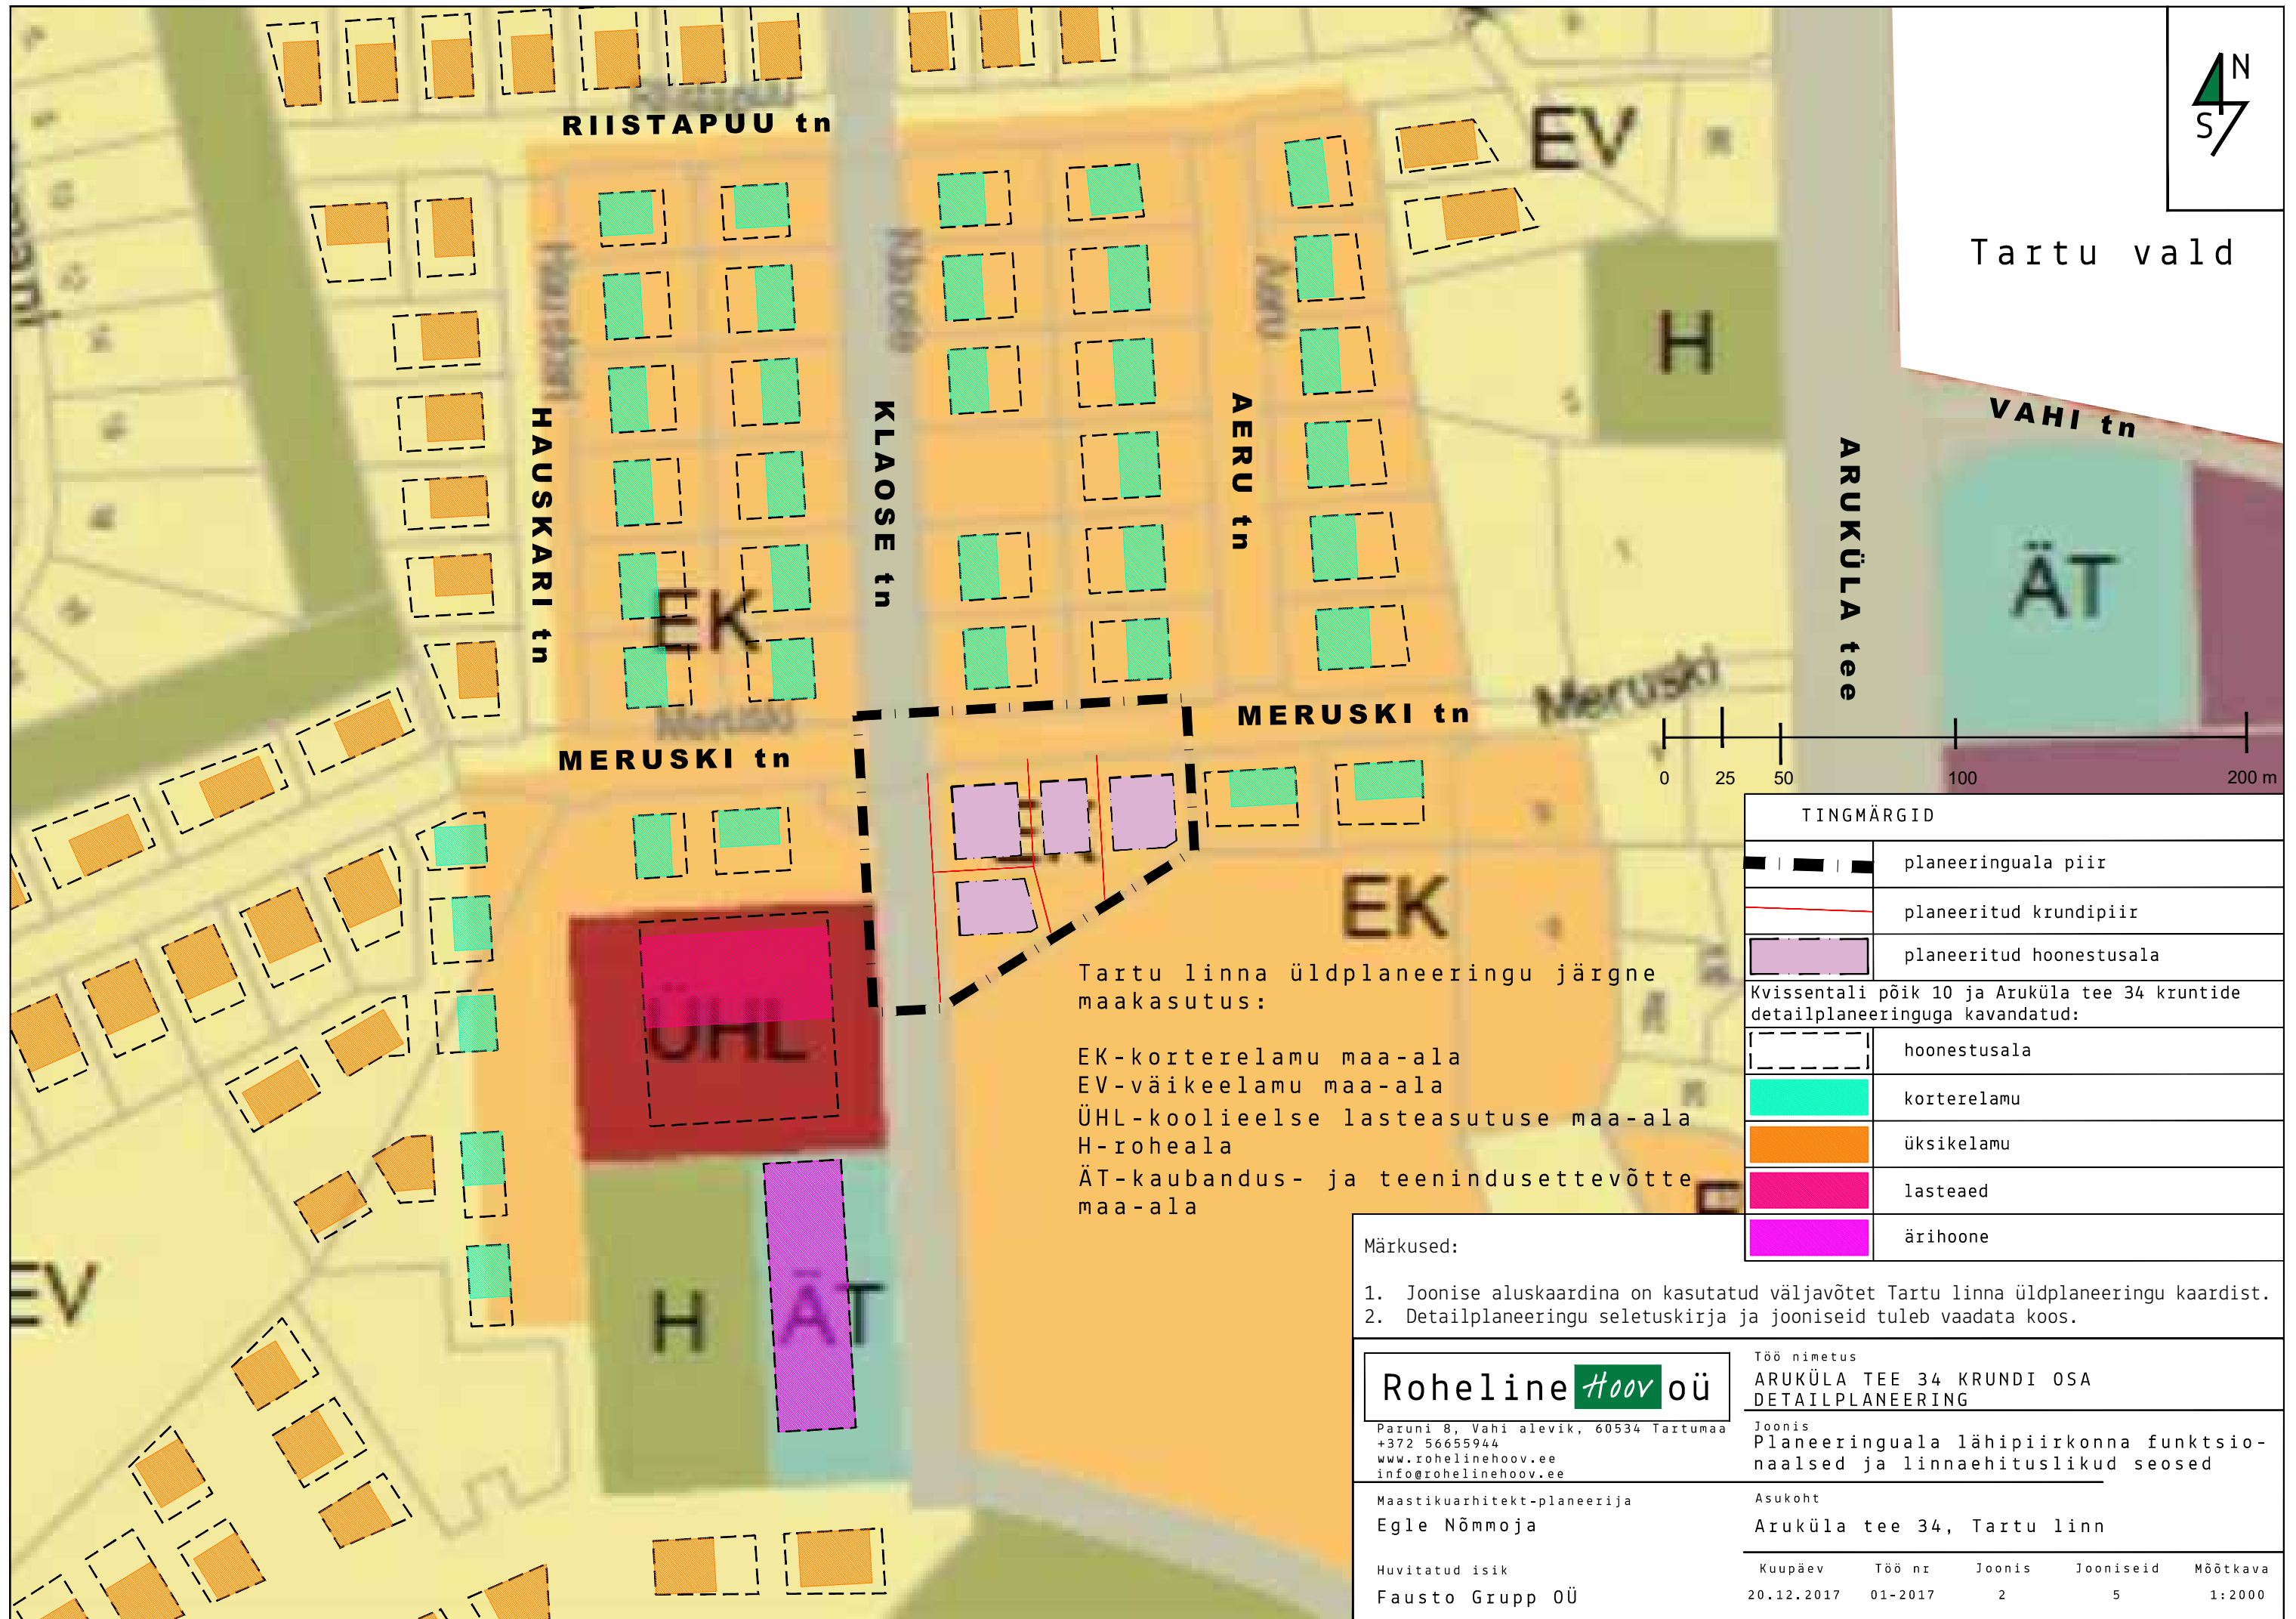 N
S
Tartu vald
Riistapuu
RIISTAPUU tn
EV
H
Hauskari
HAUSKARI tn
Klaose
KLAOSE tn
Aeru
AERU tn
VAHI tn
ARUKÜLA tee
ÄT
EK
Meruski
MERUSKI tn
MERUSKI tn
Meruski
0 25 50 100 200 m
EK
EK
ÜHL
H
ÄT
EV
E
Tartu linna üldplaneeringu järgne
maakasutus:
EK-korterelamu maa-ala
EV-väikeelamu maa-ala
ÜHL-koolieelse lasteasutuse maa-ala
H-roheala
ÄT-kaubandus- ja teenindusettevõtte
maa-ala
TINGMÄRGID
planeeringuala piir
planeeritud krundipiir
planeeritud hoonestusala
Kvissentali põik 10 ja Aruküla tee 34 kruntide
detailplaneeringuga kavandatud:
hoonestusala
korterelamu
üksikelamu
lasteaed
ärihoone
Märkused:
1. Joonise aluskaardina on kasutatud väljavõtet Tartu linna üldplaneeringu kaardist.
2. Detailplaneeringu seletuskirja ja jooniseid tuleb vaadata koos.
Roheline Hoov oü
Paruni 8, Vahi alevik, 60534 Tartumaa
+372 56655944
www.rohelinehoov.ee
info@rohelinehoov.ee
Töö nimetus
ARUKÜLA TEE 34 KRUNDI OSA
DETAILPLANEERING
Joonis
Planeeringuala lähipiirkonna funktsio-
naalsed ja linnaehituslikud seosed
Maastikuarhitekt-planeerija
Egle Nõmmoja
Asukoht
Aruküla tee 34, Tartu linn
Huvitatud isik
Fausto Grupp OÜ
Kuupäev Töö nr Joonis Jooniseid Mõõtkava
20.12.2017 01-2017 2 5 1:2000